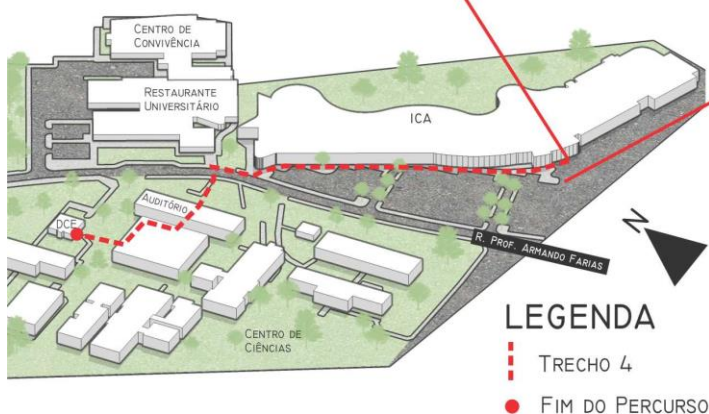 CENTRO DE
CONVIVÊNCIA
RESTAURANTE
UNIVERSITÁRIO
ICA
AUDITÓRIO
DCE
R. PROF. ARMANDO FARIAS
N
CENTRO DE
CIÊNCIAS
LEGENDA
TRECHO 4
FIM DO PERCURSO